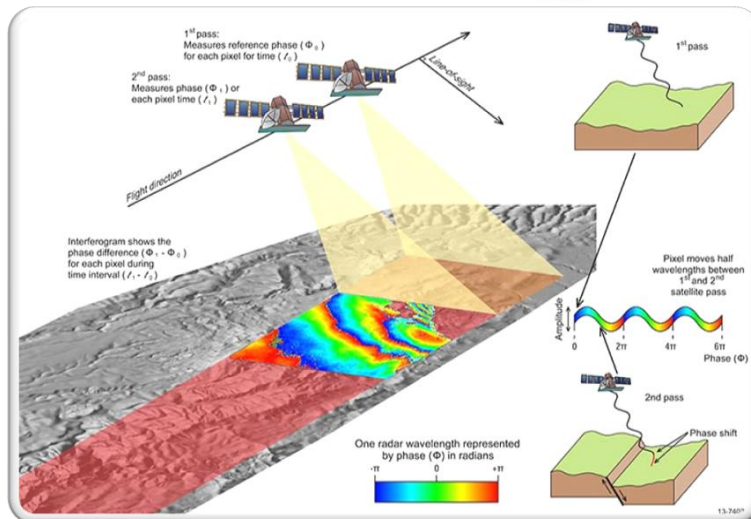 1st pass:
Measures reference phase (Φ₀)
for each pixel for time (t₀)
2nd pass:
Measures phase (Φ₁) or
each pixel time (t₁)
Line-of-sight
Flight direction
1st pass
Interferogram shows the
phase difference (Φ₁ - Φ₀)
for each pixel during
time interval (t₁ - t₀)
Pixel moves half
wavelengths between
1st and 2nd
satellite pass
Amplitude
0 2π 4π 6π
Phase (Φ)
2nd pass
Phase shift
One radar wavelength represented
by phase (Φ) in radians
-π 0 +π